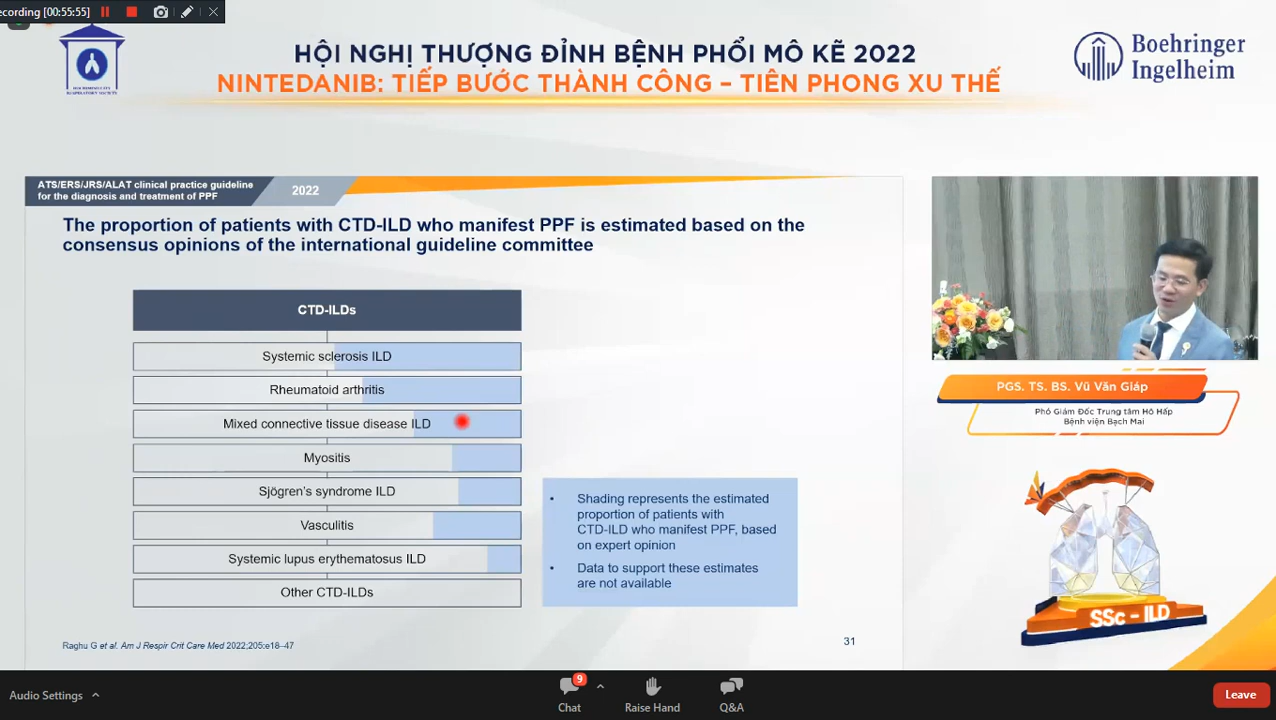 ecording [00:55:55]
HỘI NGHỊ THƯỢNG ĐỈNH BỆNH PHỔI MÔ KẼ 2022
NINTEDANIB: TIẾP BƯỚC THÀNH CÔNG – TIÊN PHONG XU THẾ
Boehringer
Ingelheim
ATS/ERS/JRS/ALAT clinical practice guideline
for the diagnosis and treatment of PPF
2022
The proportion of patients with CTD-ILD who manifest PPF is estimated based on the
consensus opinions of the international guideline committee
CTD-ILDs
Systemic sclerosis ILD
Rheumatoid arthritis
Mixed connective tissue disease ILD
Myositis
Sjögren's syndrome ILD
Vasculitis
Systemic lupus erythematosus ILD
Other CTD-ILDs
• Shading represents the estimated
proportion of patients with
CTD-ILD who manifest PPF, based
on expert opinion
• Data to support these estimates
are not available
Raghu G et al. Am J Respir Crit Care Med 2022;205:e18–47
31
PGS. TS. BS. Vũ Văn Giáp
Phó Giám Đốc Trung tâm Hô Hấp
Bệnh viện Bạch Mai
SSc - ILD
Audio Settings
Chat
9
Raise Hand
Q&A
Leave